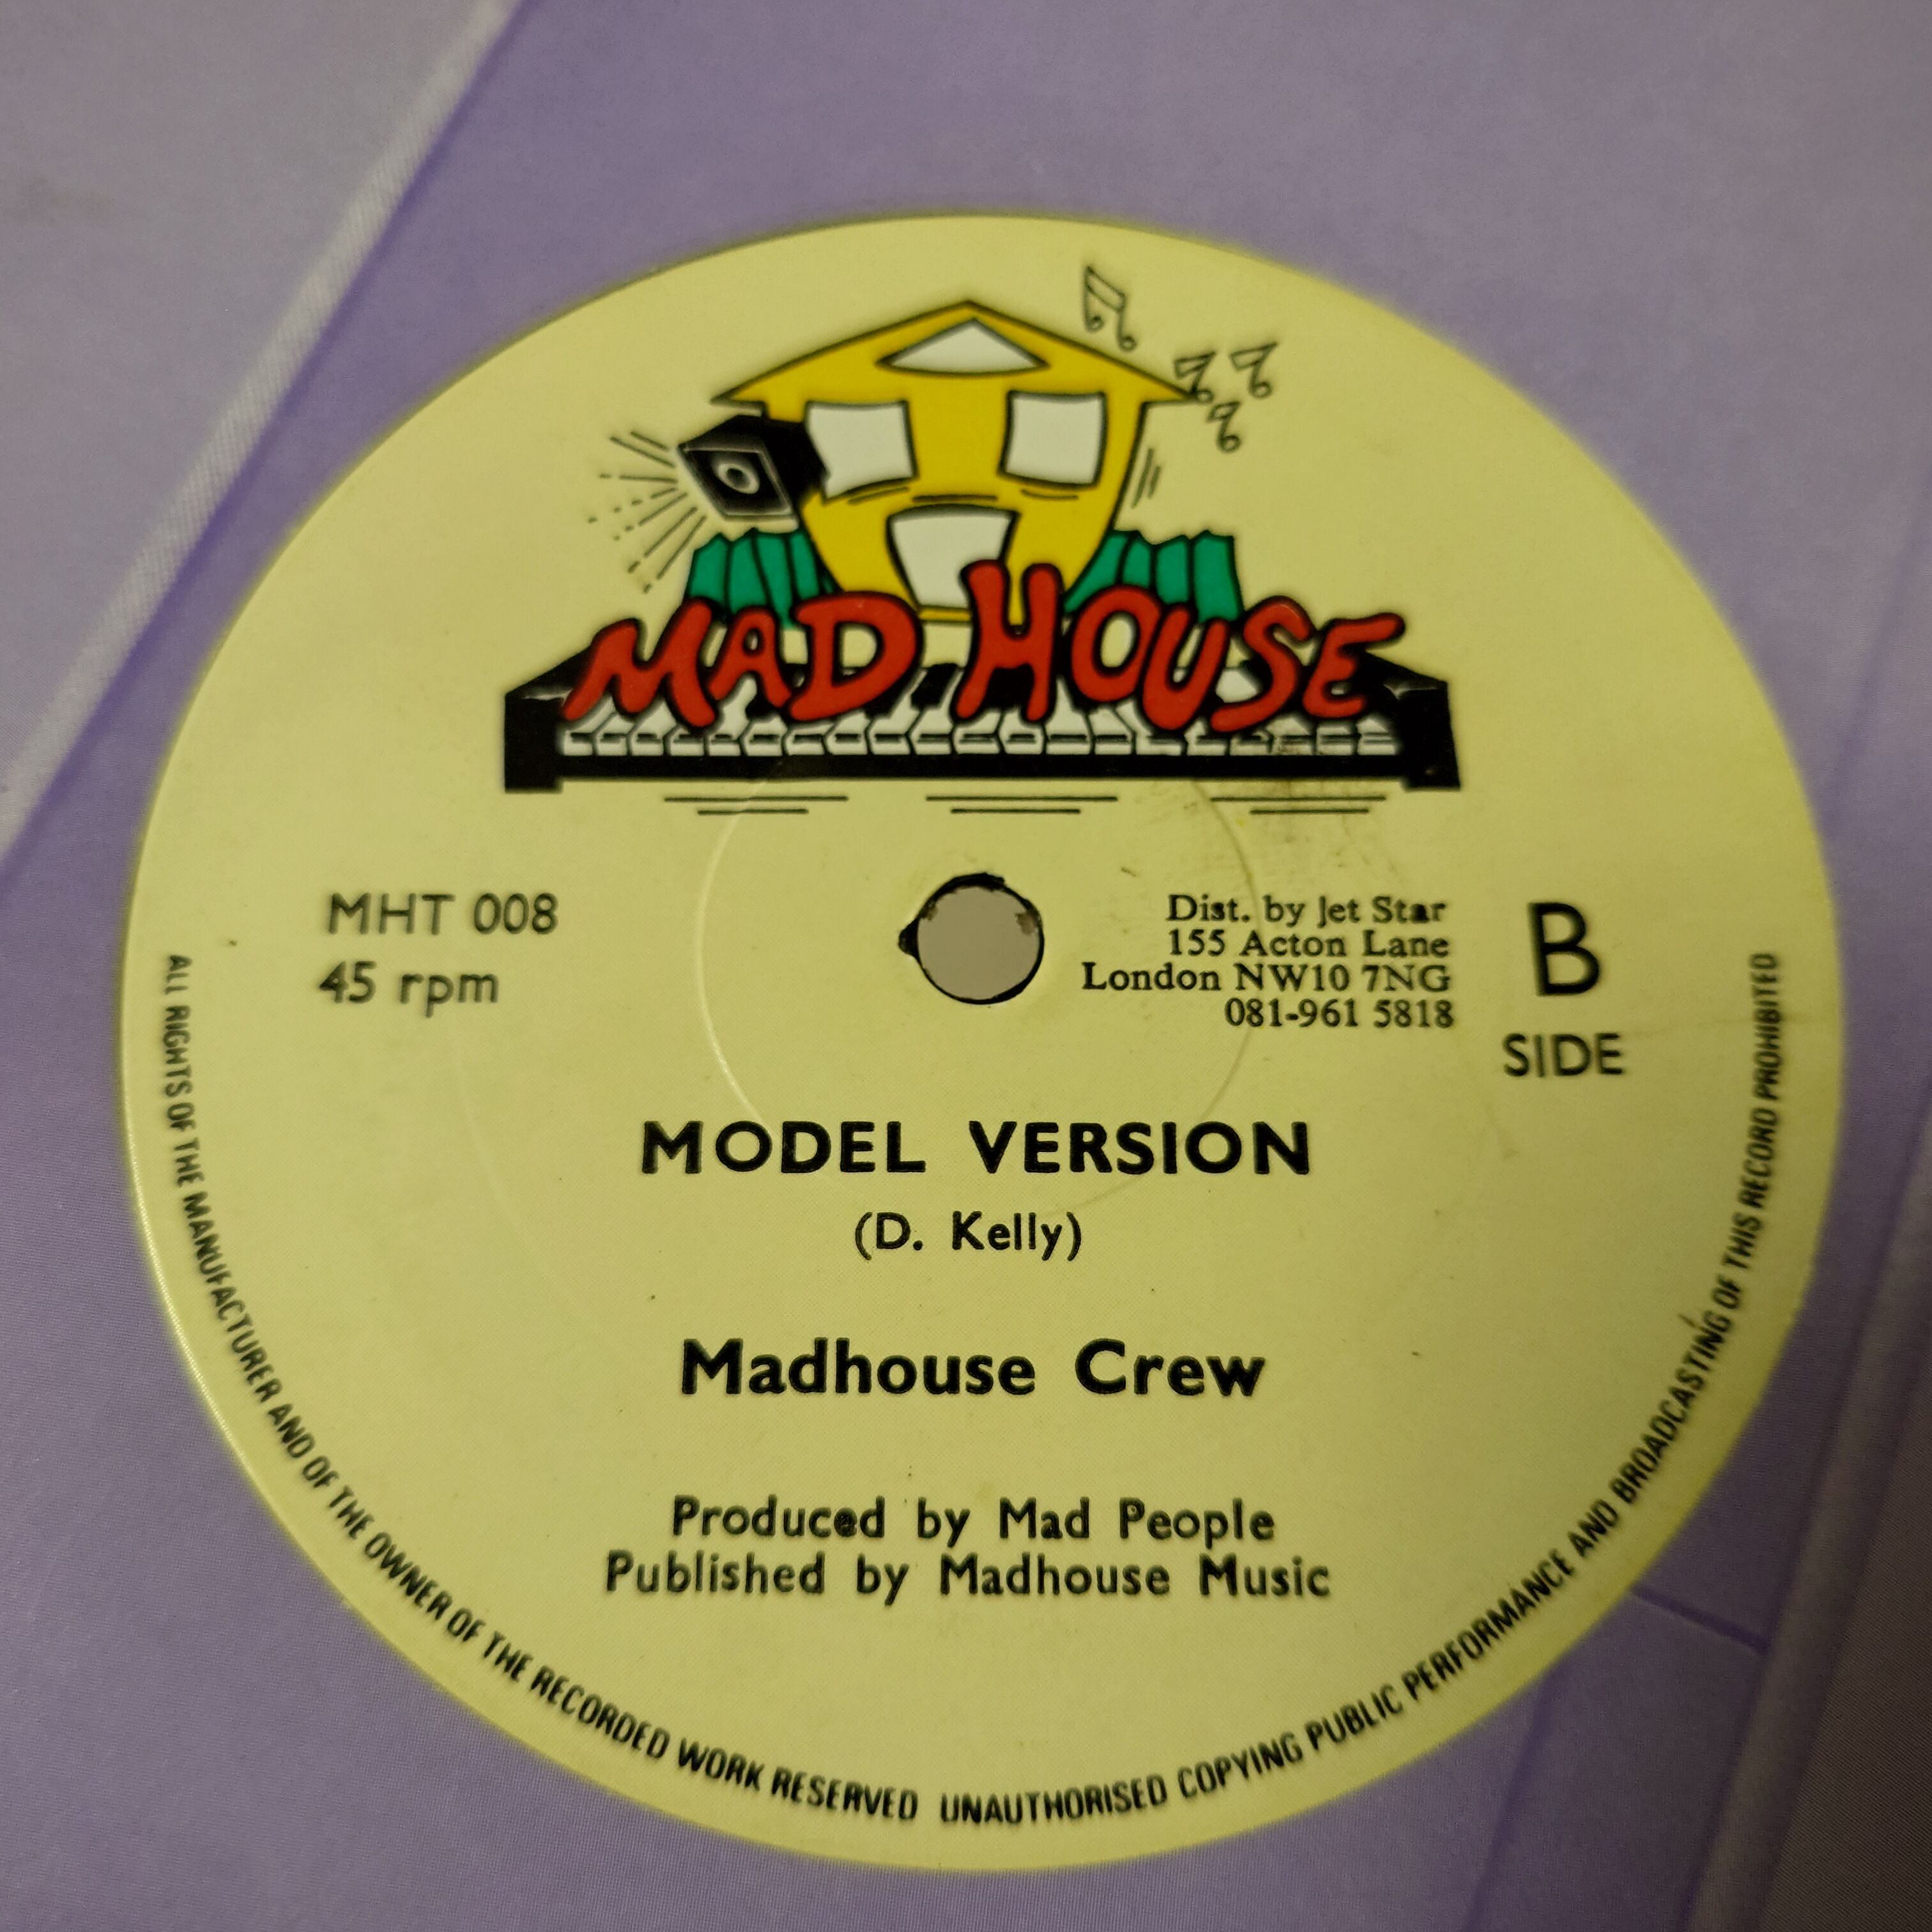 MAD HOUSE
MHT 008
45 rpm
Dist. by Jet Star
155 Acton Lane
London NW10 7NG
081-961 5818
B
SIDE
MODEL VERSION
(D. Kelly)
Madhouse Crew
Produced by Mad People
Published by Madhouse Music
ALL RIGHTS OF THE MANUFACTURER AND OF THE OWNER OF THE RECORDED WORK RESERVED UNAUTHORISED COPYING PUBLIC PERFORMANCE AND BROADCASTING OF THIS RECORD PROHIBITED